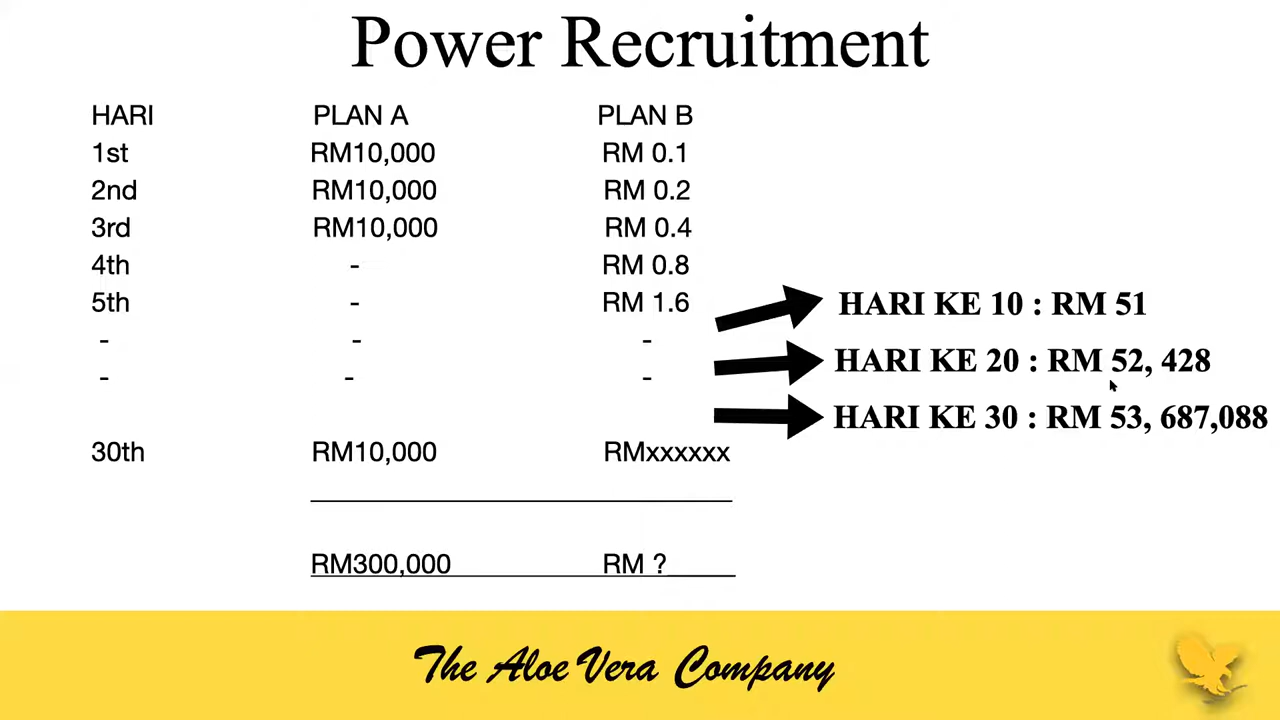 Power Recruitment
HARI PLAN A PLAN B
1st RM10,000 RM 0.1
2nd RM10,000 RM 0.2
3rd RM10,000 RM 0.4
4th - RM 0.8
5th - RM 1.6
- - -
- - -
HARI KE 10 : RM 51
HARI KE 20 : RM 52, 428
HARI KE 30 : RM 53, 687,088
30th RM10,000 RMxxxxxx
RM300,000 RM ?
The Aloe Vera Company